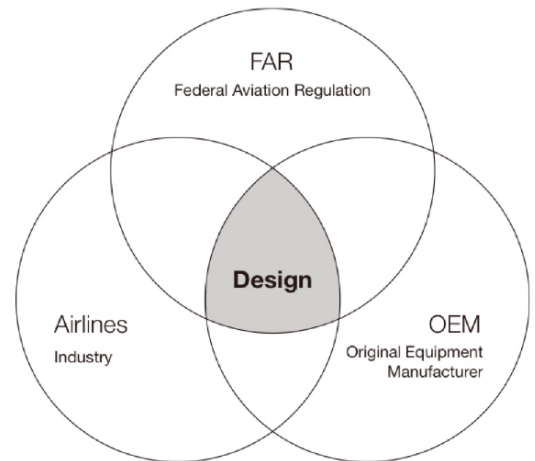 FAR
Federal Aviation Regulation
Design
Airlines
Industry
OEM
Original Equipment
Manufacturer